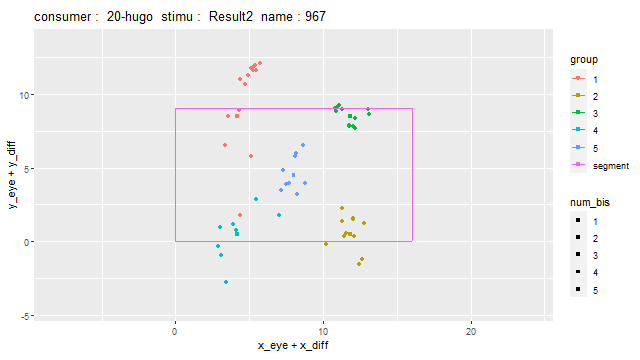 consumer :  20-hugo  stimu :  Result2  name : 967
group
1
2
3
4
5
segment
num_bis
1
2
3
4
5
y_eye + y_diff
10
5
0
-5
0
10
20
x_eye + x_diff